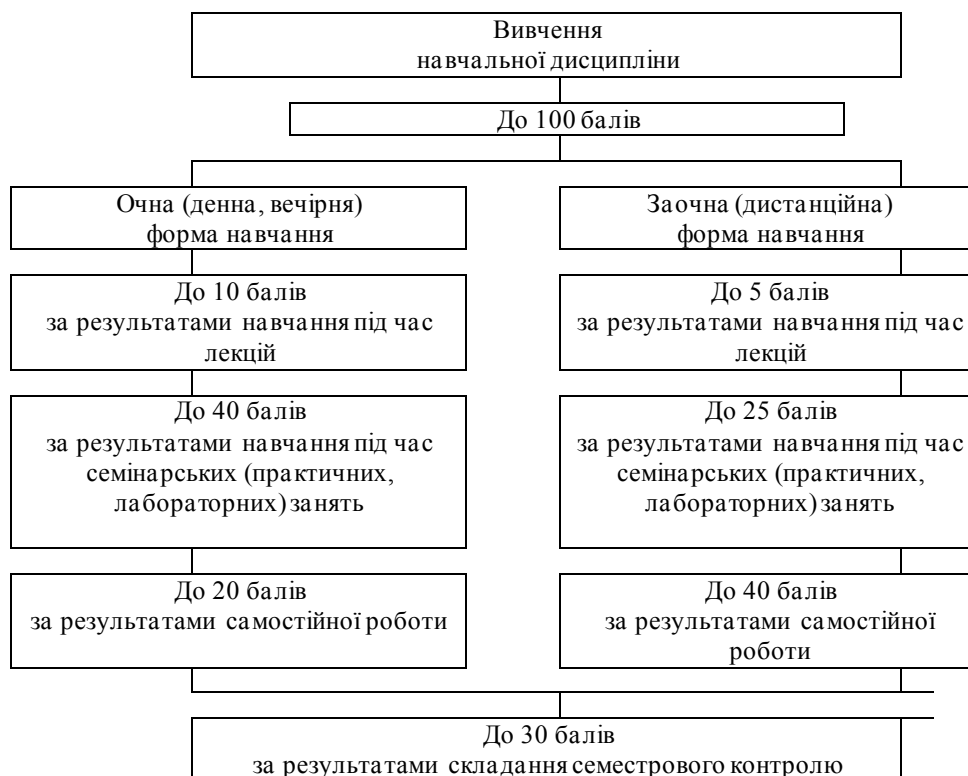 Вивчення
навчальної дисципліни
До 100 балів
Очна (денна, вечірня)
форма навчання
Заочна (дистанційна)
форма навчання
До 10 балів
за результатами навчання під час
лекцій
До 5 балів
за результатами навчання під час
лекцій
До 40 балів
за результатами навчання під час
семінарських (практичних,
лабораторних) занять
До 25 балів
за результатами навчання під час
семінарських (практичних,
лабораторних) занять
До 20 балів
за результатами самостійної роботи
До 40 балів
за результатами самостійної
роботи
До 30 балів
за результатами складання семестрового контролю